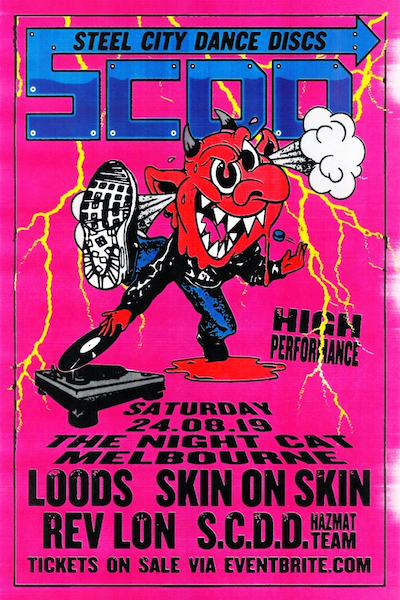 STEEL CITY DANCE DISCS
SCDD
HIGH
PERFORMANCE
SATURDAY
24.08.19
THE NIGHT CAT
MELBOURNE
LOODS SKIN ON SKIN
REV LON S.C.D.D. HAZMAT TEAM
TICKETS ON SALE VIA EVENTBRITE.COM